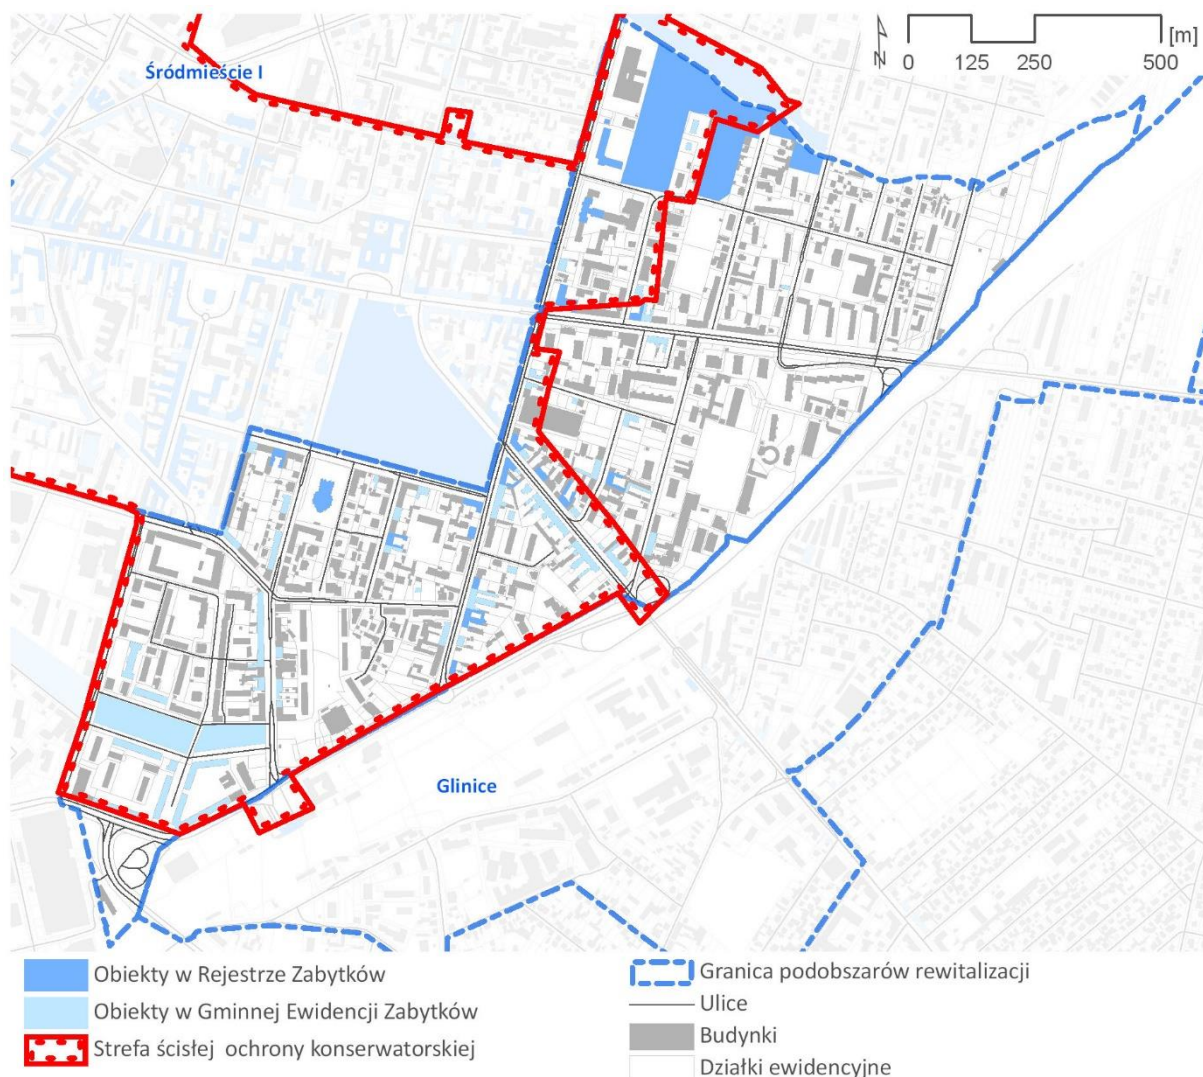 Śródmieście I
N
[m]
0 125 250 500
Glinice
Obiekty w Rejestrze Zabytków
Obiekty w Gminnej Ewidencji Zabytków
Strefa ścisłej ochrony konserwatorskiej
Granica podobszarów rewitalizacji
Ulice
Budynki
Działki ewidencyjne